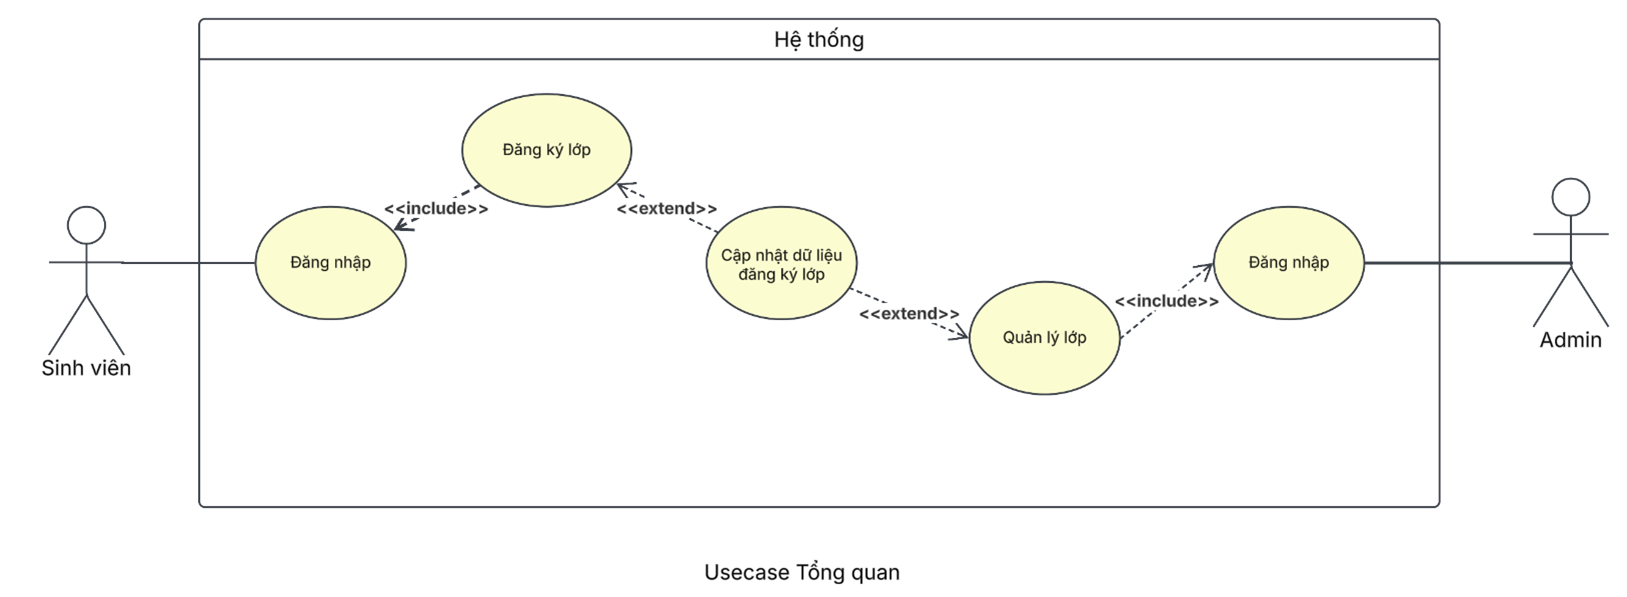 Hệ thống
Đăng ký lớp
<<include>>
<<extend>>
Đăng nhập
Cập nhật dữ liệu
đăng ký lớp
Đăng nhập
<<extend>>
<<include>>
Quản lý lớp
Sinh viên
Admin
Usecase Tổng quan